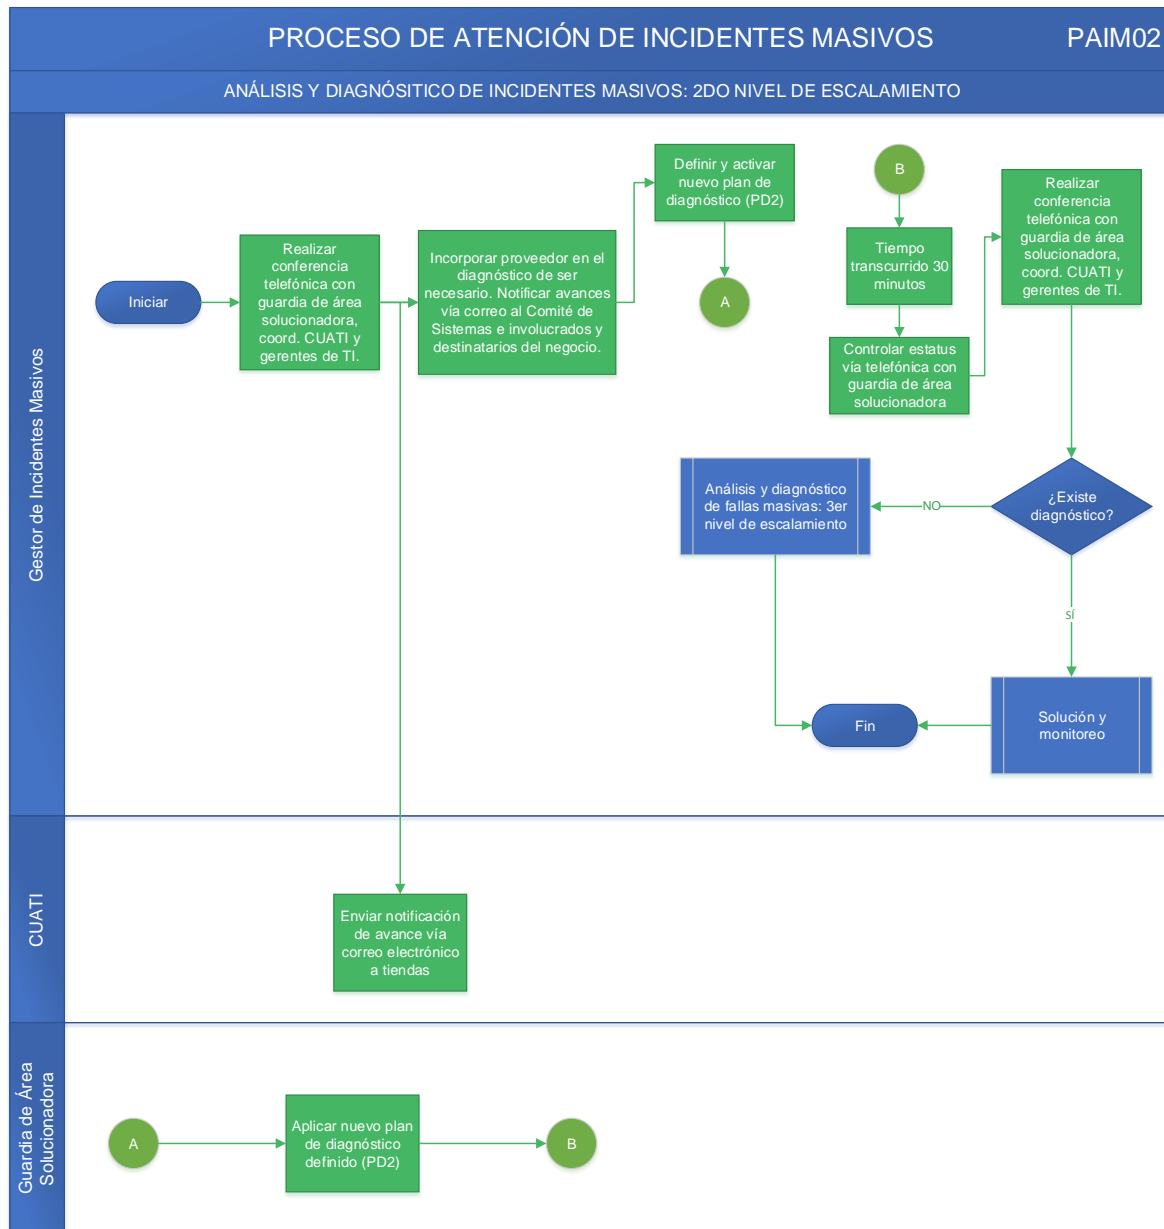 PROCESO DE ATENCIÓN DE INCIDENTES MASIVOS
PAIM02
ANÁLISIS Y DIAGNÓSITICO DE INCIDENTES MASIVOS: 2DO NIVEL DE ESCALAMIENTO
Gestor de Incidentes Masivos
Iniciar
Realizar
conferencia
telefónica con
guardia de área
solucionadora,
coord. CUATI y
gerentes de TI.
Incorporar proveedor en el
diagnóstico de ser
necesario. Notificar avances
vía correo al Comité de
Sistemas e involucrados y
destinatarios del negocio.
Definir y activar
nuevo plan de
diagnóstico (PD2)
A
B
Tiempo
transcurrido 30
minutos
Controlar estatus
vía telefónica con
guardia de área
solucionadora
Realizar
conferencia
telefónica con
guardia de área
solucionadora,
coord. CUATI y
gerentes de TI.
¿Existe
diagnóstico?
NO
Análisis y diagnóstico
de fallas masivas: 3er
nivel de escalamiento
SÍ
Solución y
monitoreo
Fin
CUATI
Enviar notificación
de avance vía
correo electrónico
a tiendas
Guardia de Área
Solucionadora
A
Aplicar nuevo plan
de diagnóstico
definido (PD2)
B